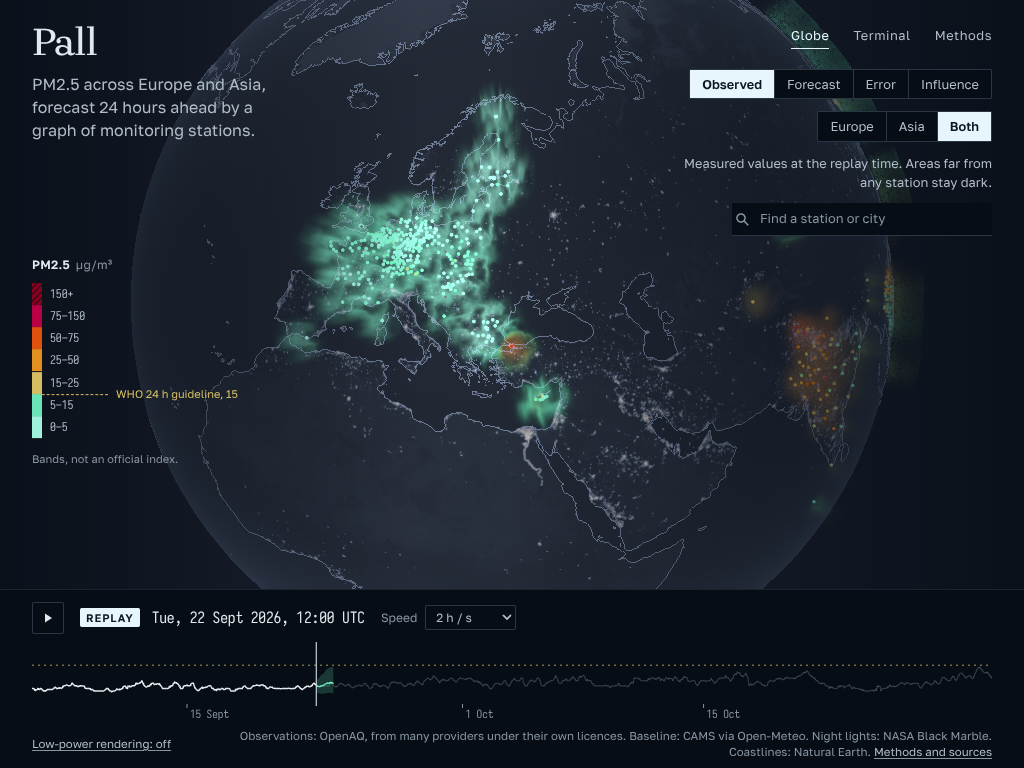 Pall
PM2.5 across Europe and Asia,
forecast 24 hours ahead by a
graph of monitoring stations.
Globe Terminal Methods
Observed Forecast Error Influence
Europe Asia Both
Measured values at the replay time. Areas far from
any station stay dark.
Find a station or city
PM2.5 µg/m³
150+
75–150
50–75
25–50
15–25
WHO 24 h guideline, 15
5–15
0–5
Bands, not an official index.
REPLAY Tue, 22 Sept 2026, 12:00 UTC Speed 2 h / s
15 Sept 1 Oct 15 Oct
Low-power rendering: off
Observations: OpenAQ, from many providers under their own licences. Baseline: CAMS via Open-Meteo. Night lights: NASA Black Marble.
Coastlines: Natural Earth. Methods and sources